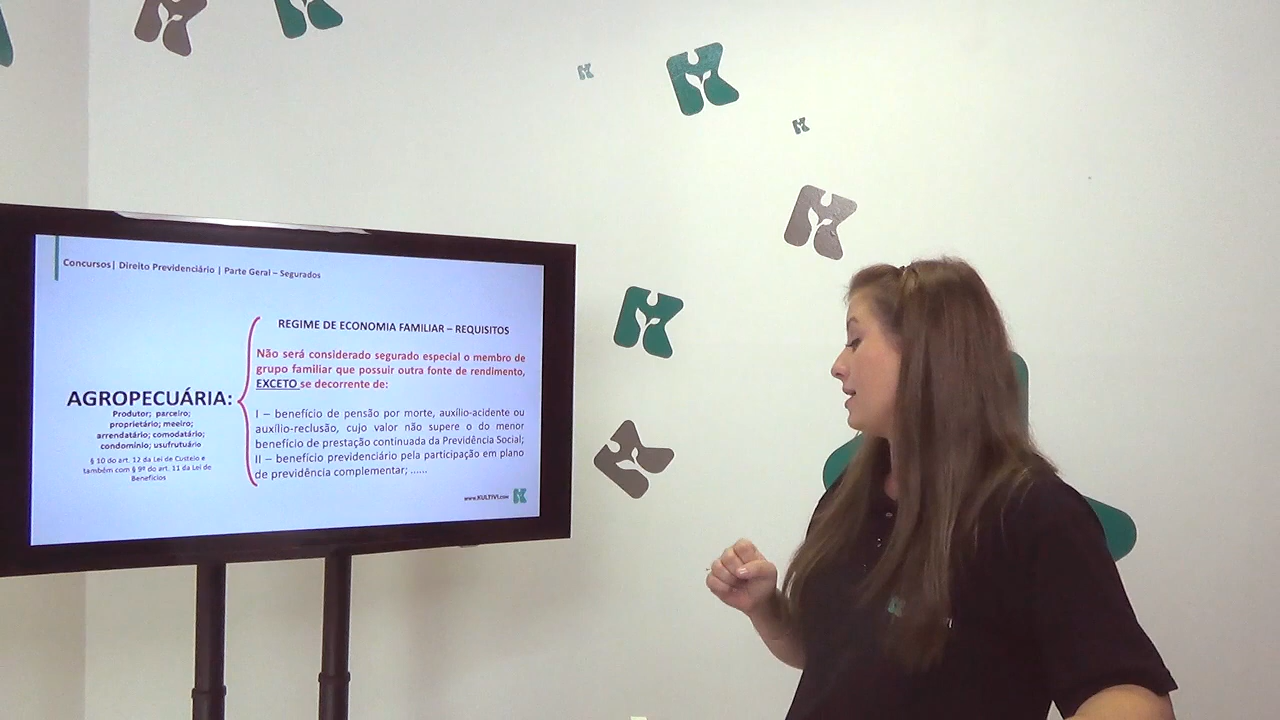 Concursos| Direito Previdenciário | Parte Geral – Segurados
REGIME DE ECONOMIA FAMILIAR – REQUISITOS
Não será considerado segurado especial o membro de
grupo familiar que possuir outra fonte de rendimento,
EXCETO se decorrente de:
AGROPECUÁRIA:
Produtor; parceiro;
proprietário; meeiro;
arrendatário; comodatário;
condomínio; usufrutuário
§ 10 do art. 12 da Lei de Custeio e
também com § 9º do art. 11 da Lei de
Benefícios
I – benefício de pensão por morte, auxílio-acidente ou
auxílio-reclusão, cujo valor não supere o do menor
benefício de prestação continuada da Previdência Social;
II – benefício previdenciário pela participação em plano
de previdência complementar; ......
www.KULTIVI.com